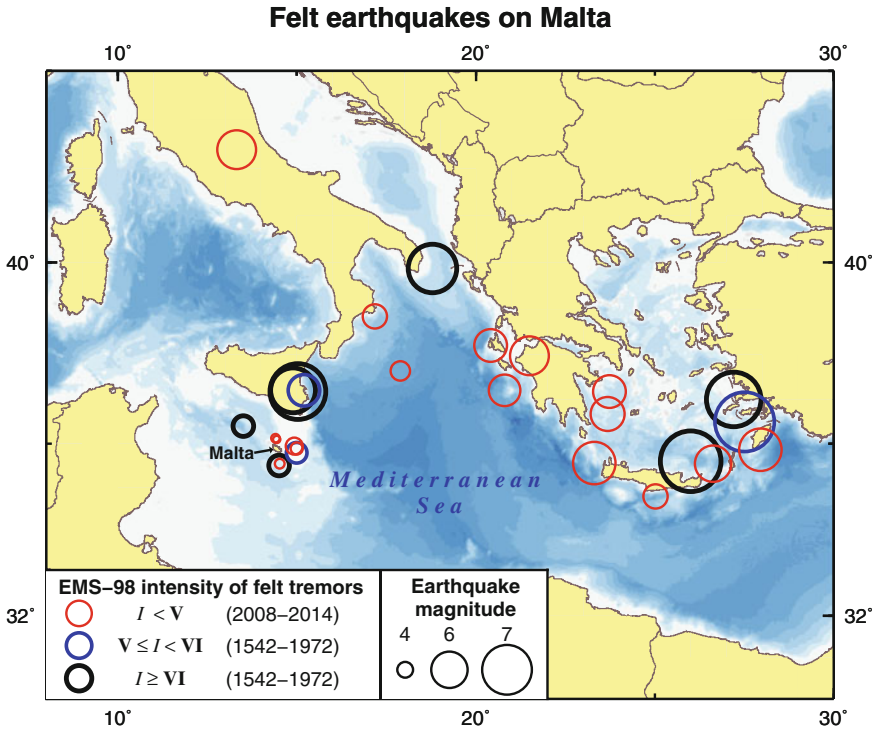 Felt earthquakes on Malta
10˚ 20˚ 30˚
40˚ 40˚
Malta
Mediterranean
Sea
32˚ 32˚
EMS−98 intensity of felt tremors
I < V (2008−2014)
V ≤ I < VI (1542−1972)
I ≥ VI (1542−1972)
Earthquake
magnitude
4 6 7
10˚ 20˚ 30˚